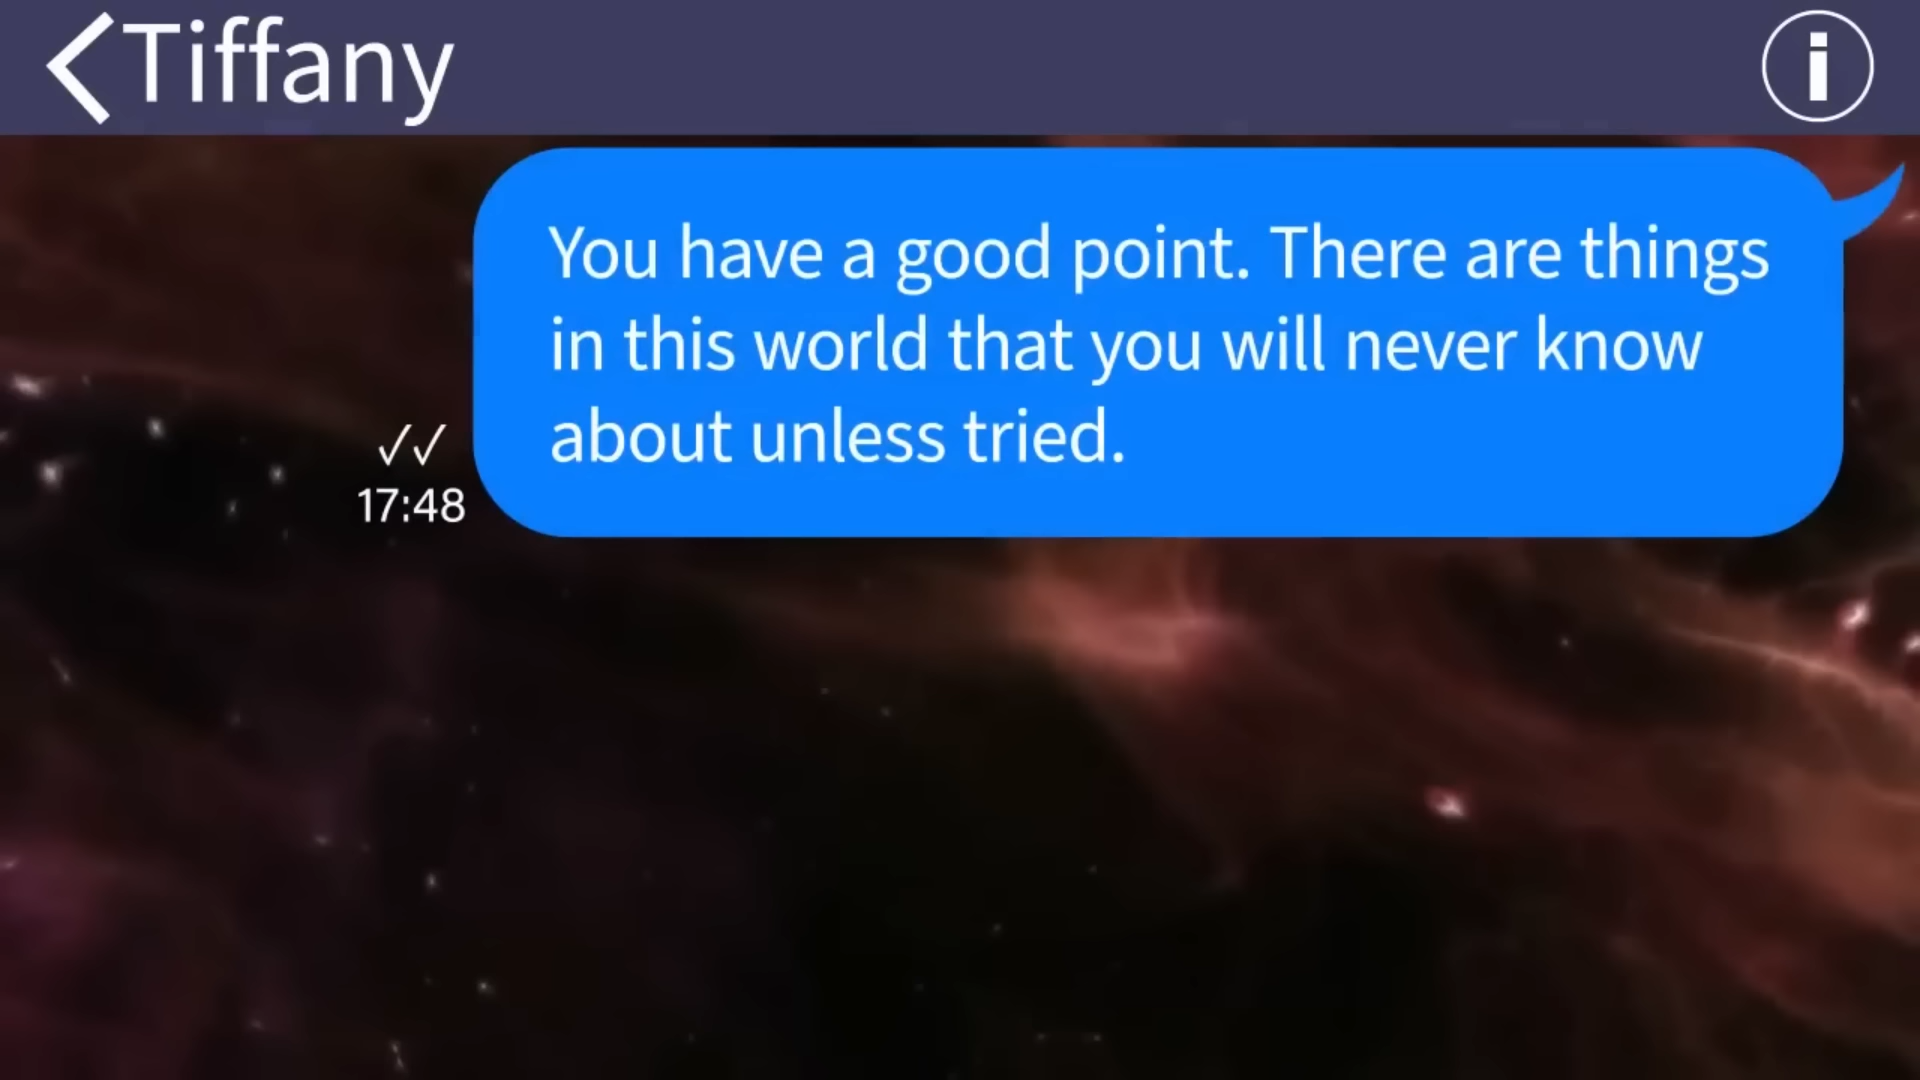 Tiffany
You have a good point. There are things
in this world that you will never know
about unless tried.
✓✓
17:48